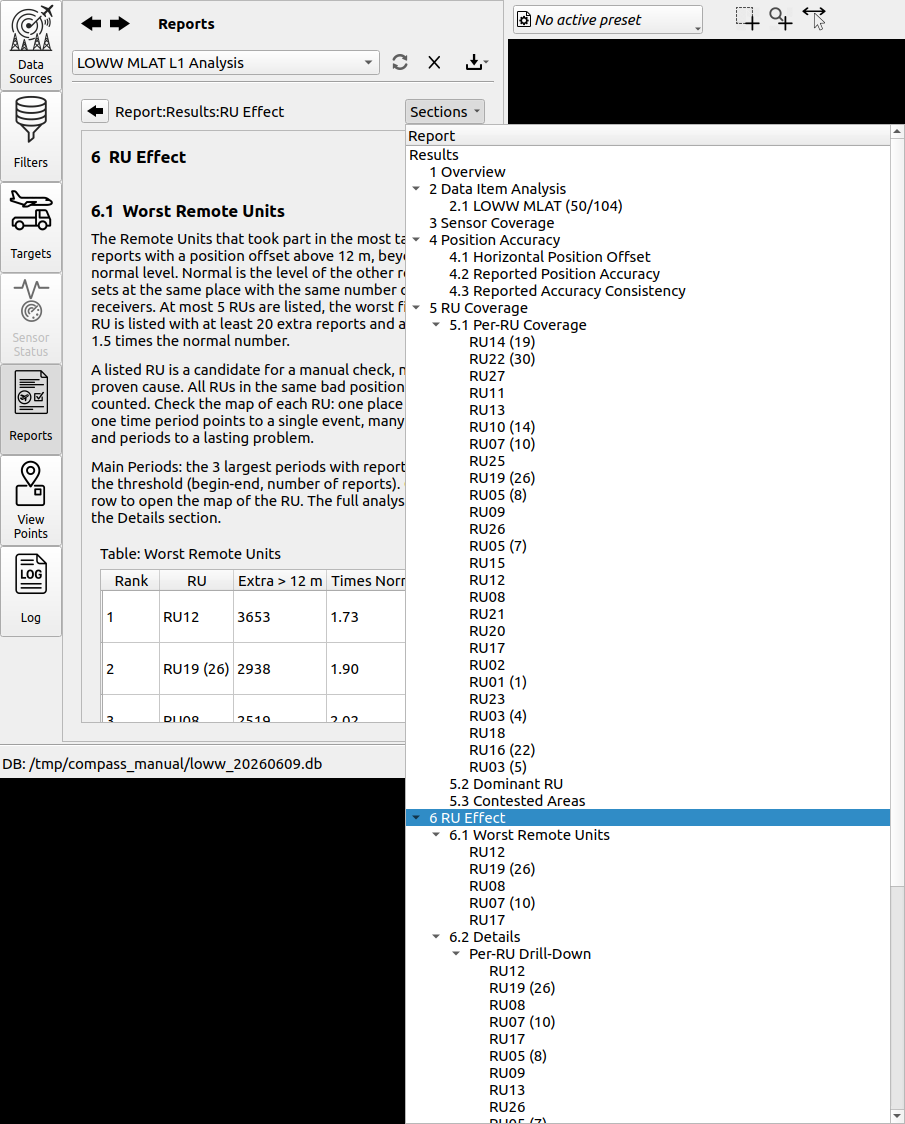 Data
Sources
Filters
Targets
Sensor
Status
Reports
View
Points
LOG
Log
Reports
LOWW MLAT L1 Analysis
Report:Results:RU Effect
Sections
No active preset
6 RU Effect
6.1 Worst Remote Units
The Remote Units that took part in the most ta
reports with a position offset above 12 m, bey
normal level. Normal is the level of the other r
sets at the same place with the same number o
receivers. At most 5 RUs are listed, the worst fi
RU is listed with at least 20 extra reports and a
1.5 times the normal number.
A listed RU is a candidate for a manual check, n
proven cause. All RUs in the same bad position
counted. Check the map of each RU: one place
one time period points to a single event, many
and periods to a lasting problem.
Main Periods: the 3 largest periods with report
the threshold (begin-end, number of reports).
row to open the map of the RU. The full analys
the Details section.
Table: Worst Remote Units
Rank RU Extra > 12 m Times Norr
1 RU12 3653 1.73
2 RU19 (26) 2938 1.90
3 RU08 2519 2.02
DB: /tmp/compass_manual/loww_20260609.db
Report
Results
1 Overview
2 Data Item Analysis
2.1 LOWW MLAT (50/104)
3 Sensor Coverage
4 Position Accuracy
4.1 Horizontal Position Offset
4.2 Reported Position Accuracy
4.3 Reported Accuracy Consistency
5 RU Coverage
5.1 Per-RU Coverage
RU14 (19)
RU22 (30)
RU27
RU11
RU13
RU10 (14)
RU07 (10)
RU25
RU19 (26)
RU05 (8)
RU09
RU26
RU05 (7)
RU15
RU12
RU08
RU21
RU20
RU17
RU02
RU01 (1)
RU23
RU03 (4)
RU18
RU16 (22)
RU03 (5)
5.2 Dominant RU
5.3 Contested Areas
6 RU Effect
6.1 Worst Remote Units
RU12
RU19 (26)
RU08
RU07 (10)
RU17
6.2 Details
Per-RU Drill-Down
RU12
RU19 (26)
RU08
RU07 (10)
RU17
RU05 (8)
RU09
RU13
RU26
RU05 (7)